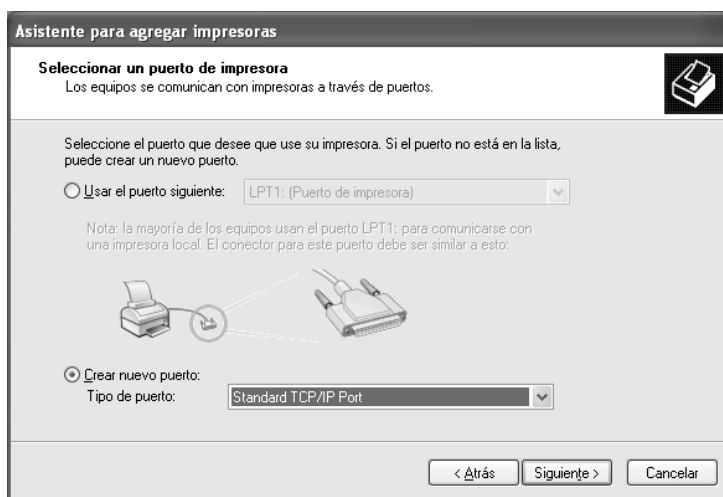 Asistente para agregar impresoras
Seleccionar un puerto de impresora
Los equipos se comunican con impresoras a través de puertos.
Seleccione el puerto que desee que use su impresora. Si el puerto no está en la lista,
puede crear un nuevo puerto.
Usar el puerto siguiente: LPT1: (Puerto de impresora)
Nota: la mayoría de los equipos usan el puerto LPT1: para comunicarse con
una impresora local. El conector para este puerto debe ser similar a esto:
Crear nuevo puerto:
Tipo de puerto: Standard TCP/IP Port
< Atrás Siguiente > Cancelar